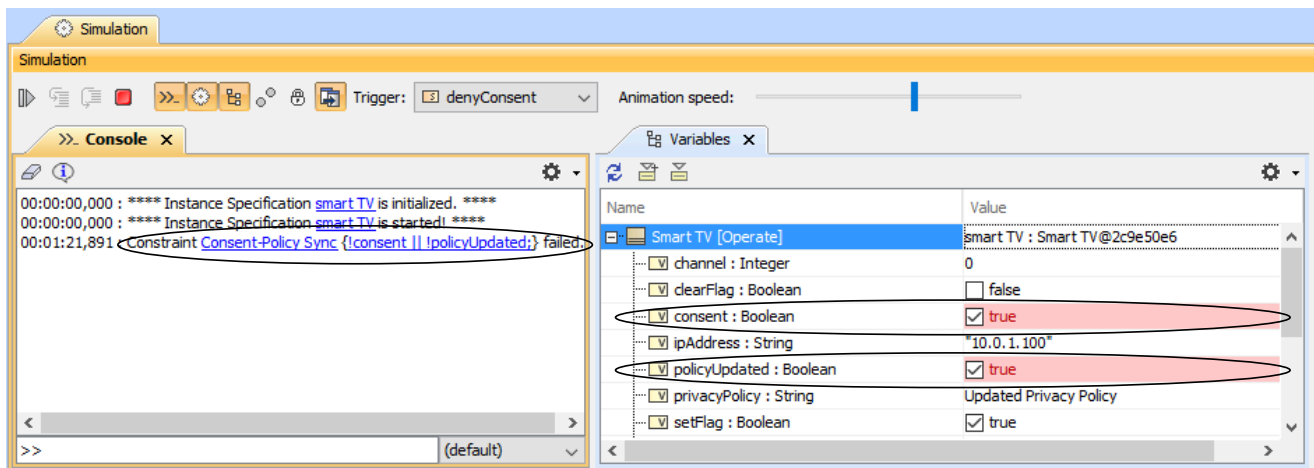 Simulation
Simulation
Trigger: denyConsent Animation speed:
Console
00:00:00,000 : **** Instance Specification smart TV is initialized. ****
00:00:00,000 : **** Instance Specification smart TV is started! ****
00:01:21,891 : Constraint Consent-Policy Sync {!consent || !policyUpdated;} failed.
>> (default)
Variables
Name Value
Smart TV [Operate] smart TV : Smart TV@2c9e50e6
channel : Integer 0
clearFlag : Boolean false
consent : Boolean true
ipAddress : String "10.0.1.100"
policyUpdated : Boolean true
privacyPolicy : String Updated Privacy Policy
setFlag : Boolean true